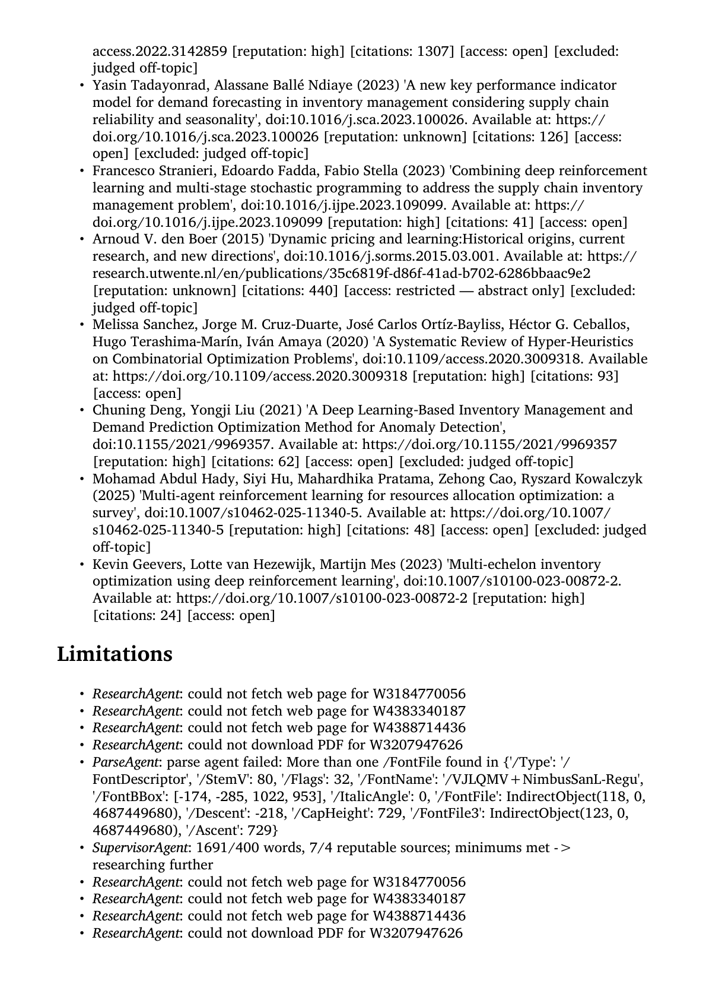 access.2022.3142859 [reputation: high] [citations: 1307] [access: open] [excluded:
judged off-topic]
• Yasin Tadayonrad, Alassane Ballé Ndiaye (2023) 'A new key performance indicator
model for demand forecasting in inventory management considering supply chain
reliability and seasonality', doi:10.1016/j.sca.2023.100026. Available at: https://
doi.org/10.1016/j.sca.2023.100026 [reputation: unknown] [citations: 126] [access:
open] [excluded: judged off-topic]
• Francesco Stranieri, Edoardo Fadda, Fabio Stella (2023) 'Combining deep reinforcement
learning and multi-stage stochastic programming to address the supply chain inventory
management problem', doi:10.1016/j.ijpe.2023.109099. Available at: https://
doi.org/10.1016/j.ijpe.2023.109099 [reputation: high] [citations: 41] [access: open]
• Arnoud V. den Boer (2015) 'Dynamic pricing and learning:Historical origins, current
research, and new directions', doi:10.1016/j.sorms.2015.03.001. Available at: https://
research.utwente.nl/en/publications/35c6819f-d86f-41ad-b702-6286bbaac9e2
[reputation: unknown] [citations: 440] [access: restricted — abstract only] [excluded:
judged off-topic]
• Melissa Sanchez, Jorge M. Cruz-Duarte, José Carlos Ortíz-Bayliss, Héctor G. Ceballos,
Hugo Terashima-Marín, Iván Amaya (2020) 'A Systematic Review of Hyper-Heuristics
on Combinatorial Optimization Problems', doi:10.1109/access.2020.3009318. Available
at: https://doi.org/10.1109/access.2020.3009318 [reputation: high] [citations: 93]
[access: open]
• Chuning Deng, Yongji Liu (2021) 'A Deep Learning-Based Inventory Management and
Demand Prediction Optimization Method for Anomaly Detection',
doi:10.1155/2021/9969357. Available at: https://doi.org/10.1155/2021/9969357
[reputation: high] [citations: 62] [access: open] [excluded: judged off-topic]
• Mohamad Abdul Hady, Siyi Hu, Mahardhika Pratama, Zehong Cao, Ryszard Kowalczyk
(2025) 'Multi-agent reinforcement learning for resources allocation optimization: a
survey', doi:10.1007/s10462-025-11340-5. Available at: https://doi.org/10.1007/
s10462-025-11340-5 [reputation: high] [citations: 48] [access: open] [excluded: judged
off-topic]
• Kevin Geevers, Lotte van Hezewijk, Martijn Mes (2023) 'Multi-echelon inventory
optimization using deep reinforcement learning', doi:10.1007/s10100-023-00872-2.
Available at: https://doi.org/10.1007/s10100-023-00872-2 [reputation: high]
[citations: 24] [access: open]
Limitations
• ResearchAgent: could not fetch web page for W3184770056
• ResearchAgent: could not fetch web page for W4383340187
• ResearchAgent: could not fetch web page for W4388714436
• ResearchAgent: could not download PDF for W3207947626
• ParseAgent: parse agent failed: More than one /FontFile found in {'/Type': '/
FontDescriptor', '/StemV': 80, '/Flags': 32, '/FontName': '/VJLQMV+NimbusSanL-Regu',
'/FontBBox': [-174, -285, 1022, 953], '/ItalicAngle': 0, '/FontFile': IndirectObject(118, 0,
4687449680), '/Descent': -218, '/CapHeight': 729, '/FontFile3': IndirectObject(123, 0,
4687449680), '/Ascent': 729}
• SupervisorAgent: 1691/400 words, 7/4 reputable sources; minimums met ->
researching further
• ResearchAgent: could not fetch web page for W3184770056
• ResearchAgent: could not fetch web page for W4383340187
• ResearchAgent: could not fetch web page for W4388714436
• ResearchAgent: could not download PDF for W3207947626